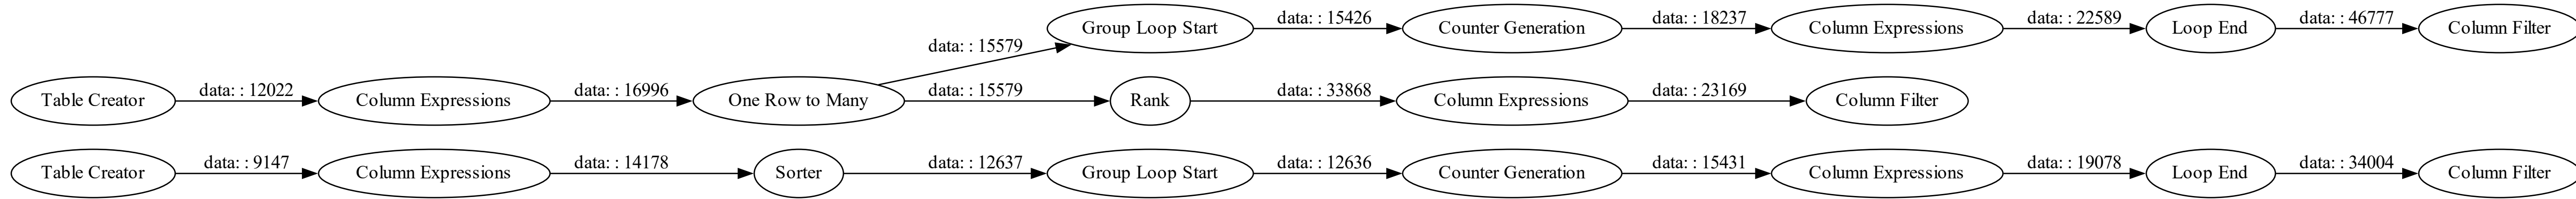 Group Loop Start
data: : 15426
Counter Generation
data: : 18237
Column Expressions
data: : 22589
Loop End
data: : 46777
Column Filter
data: : 15579
Table Creator
data: : 12022
Column Expressions
data: : 16996
One Row to Many
data: : 15579
Rank
data: : 33868
Column Expressions
data: : 23169
Column Filter
Table Creator
data: : 9147
Column Expressions
data: : 14178
Sorter
data: : 12637
Group Loop Start
data: : 12636
Counter Generation
data: : 15431
Column Expressions
data: : 19078
Loop End
data: : 34004
Column Filter